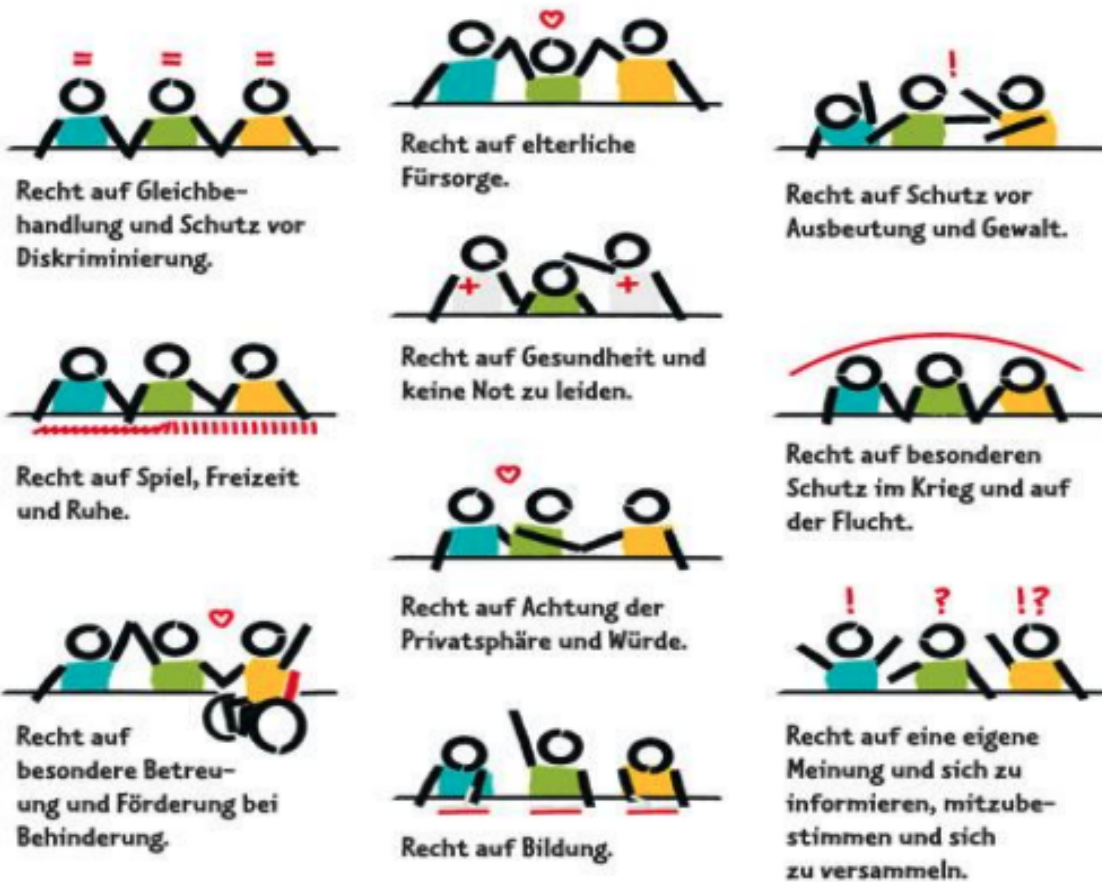 Recht auf Gleichbe-
handlung und Schutz vor
Diskriminierung.
Recht auf Spiel, Freizeit
und Ruhe.
Recht auf
besondere Betreu-
ung und Förderung bei
Behinderung.
Recht auf elterliche
Fürsorge.
Recht auf Gesundheit und
keine Not zu leiden.
Recht auf Achtung der
Privatsphäre und Würde.
Recht auf Bildung.
Recht auf Schutz vor
Ausbeutung und Gewalt.
Recht auf besonderen
Schutz im Krieg und auf
der Flucht.
! ? !?
Recht auf eine eigene
Meinung und sich zu
informieren, mitzube-
stimmen und sich
zu versammeln.